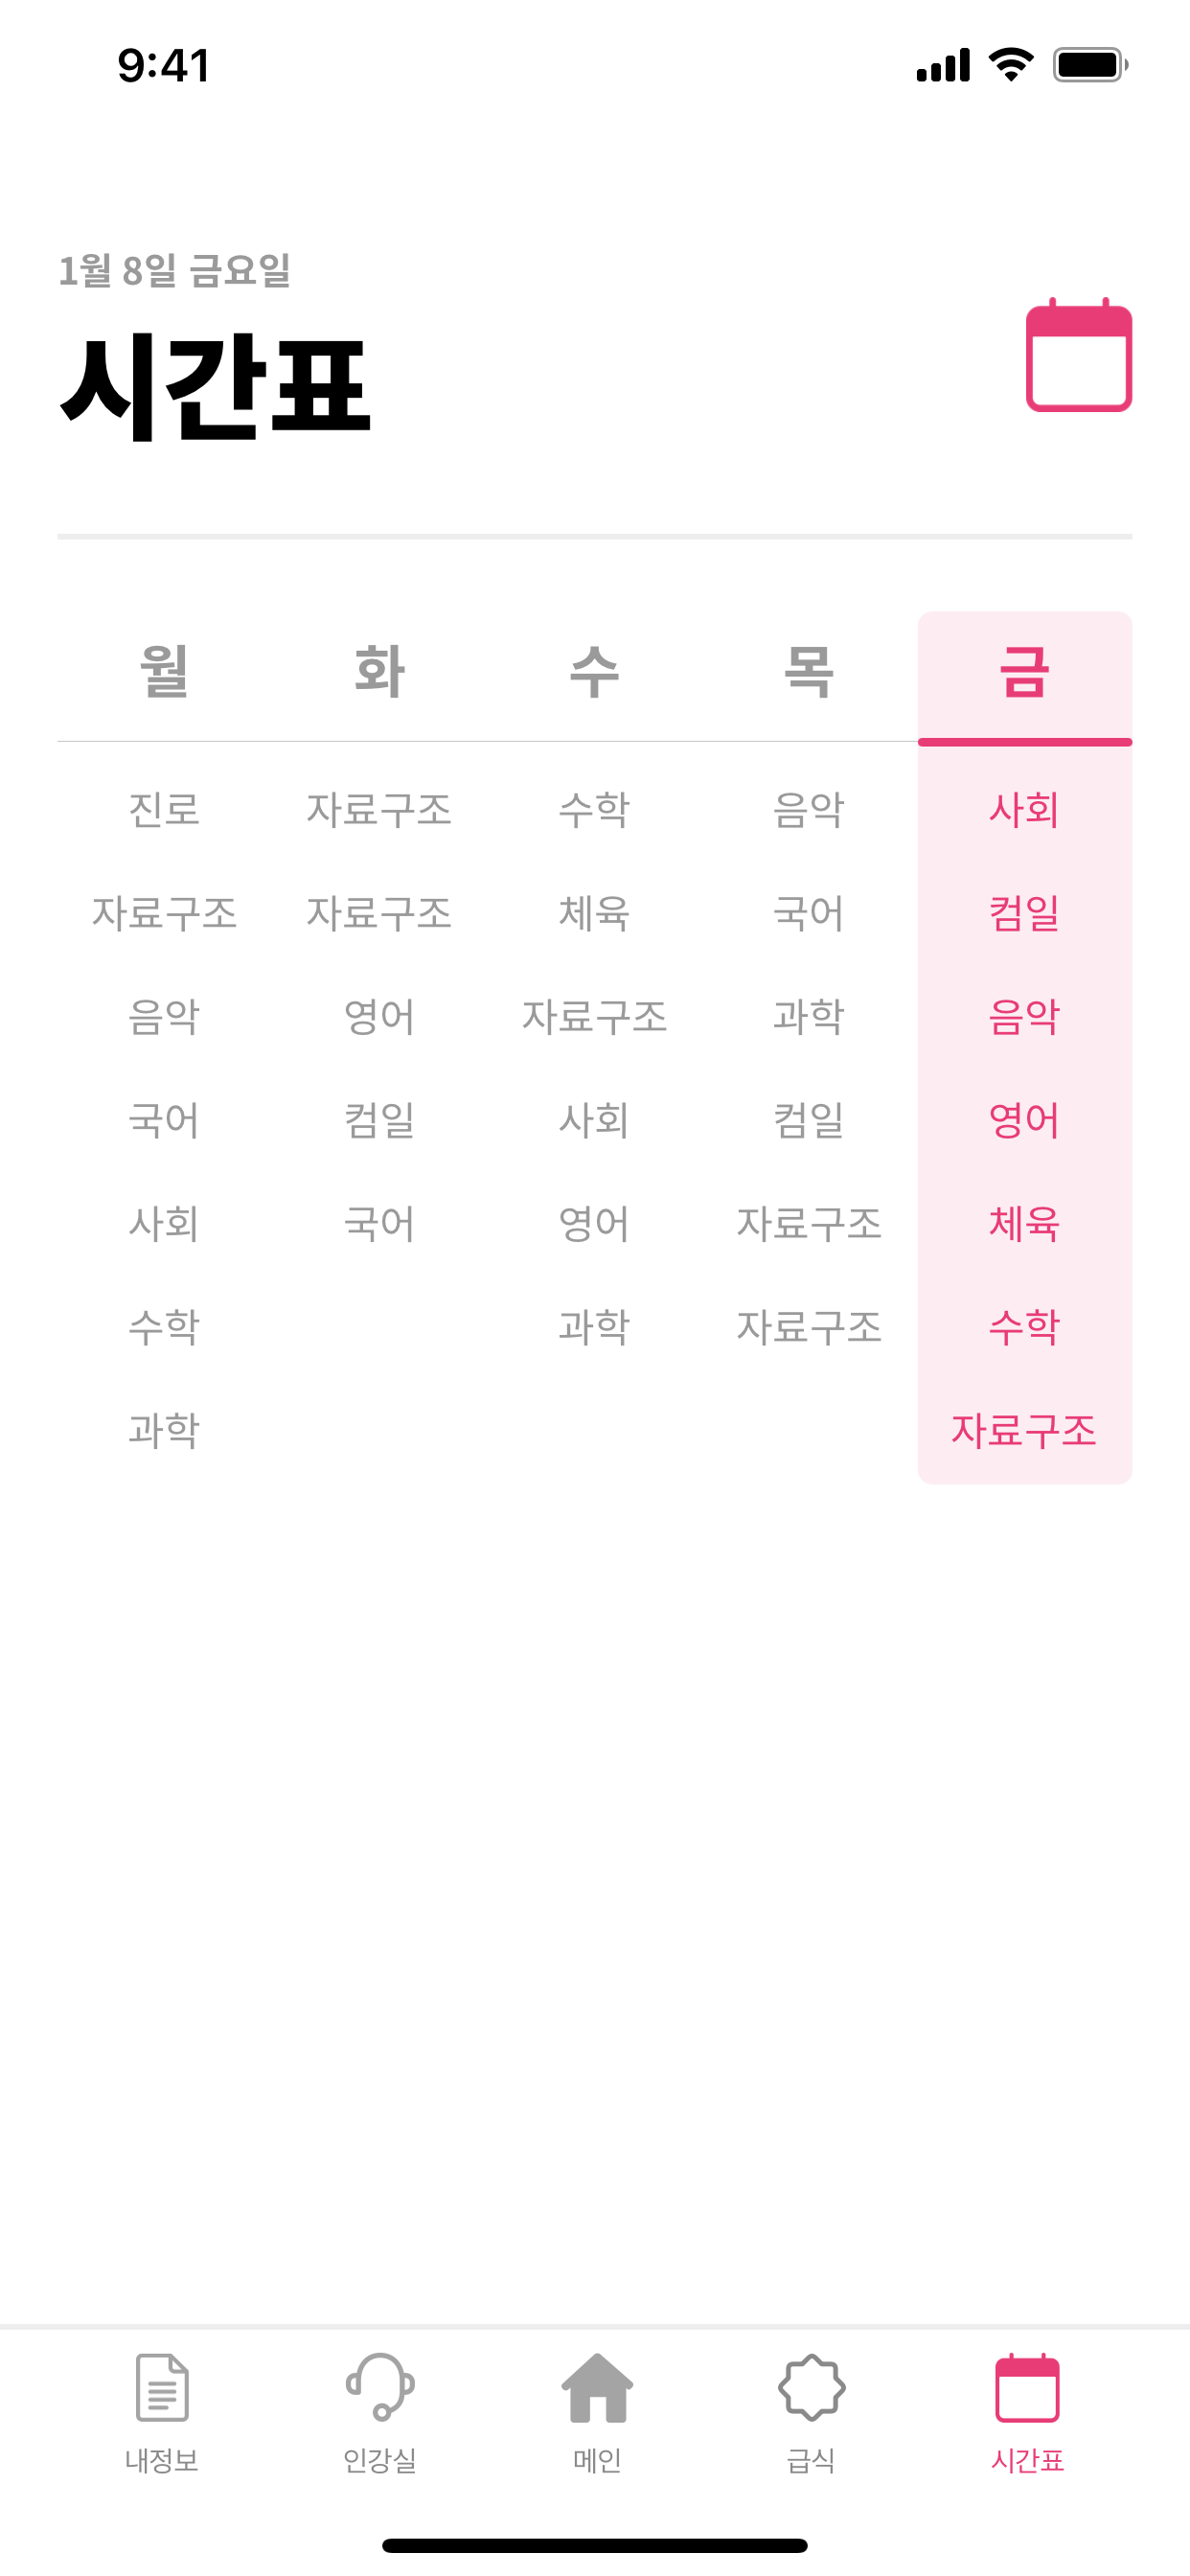 9:41
1월 8일 금요일
시간표
월 화 수 목 금
진로 자료구조 수학 음악 사회
자료구조 자료구조 체육 국어 컴일
음악 영어 자료구조 과학 음악
국어 컴일 사회 컴일 영어
사회 국어 영어 자료구조 체육
수학 과학 자료구조 수학
과학 자료구조
내정보 인강실 메인 급식 시간표